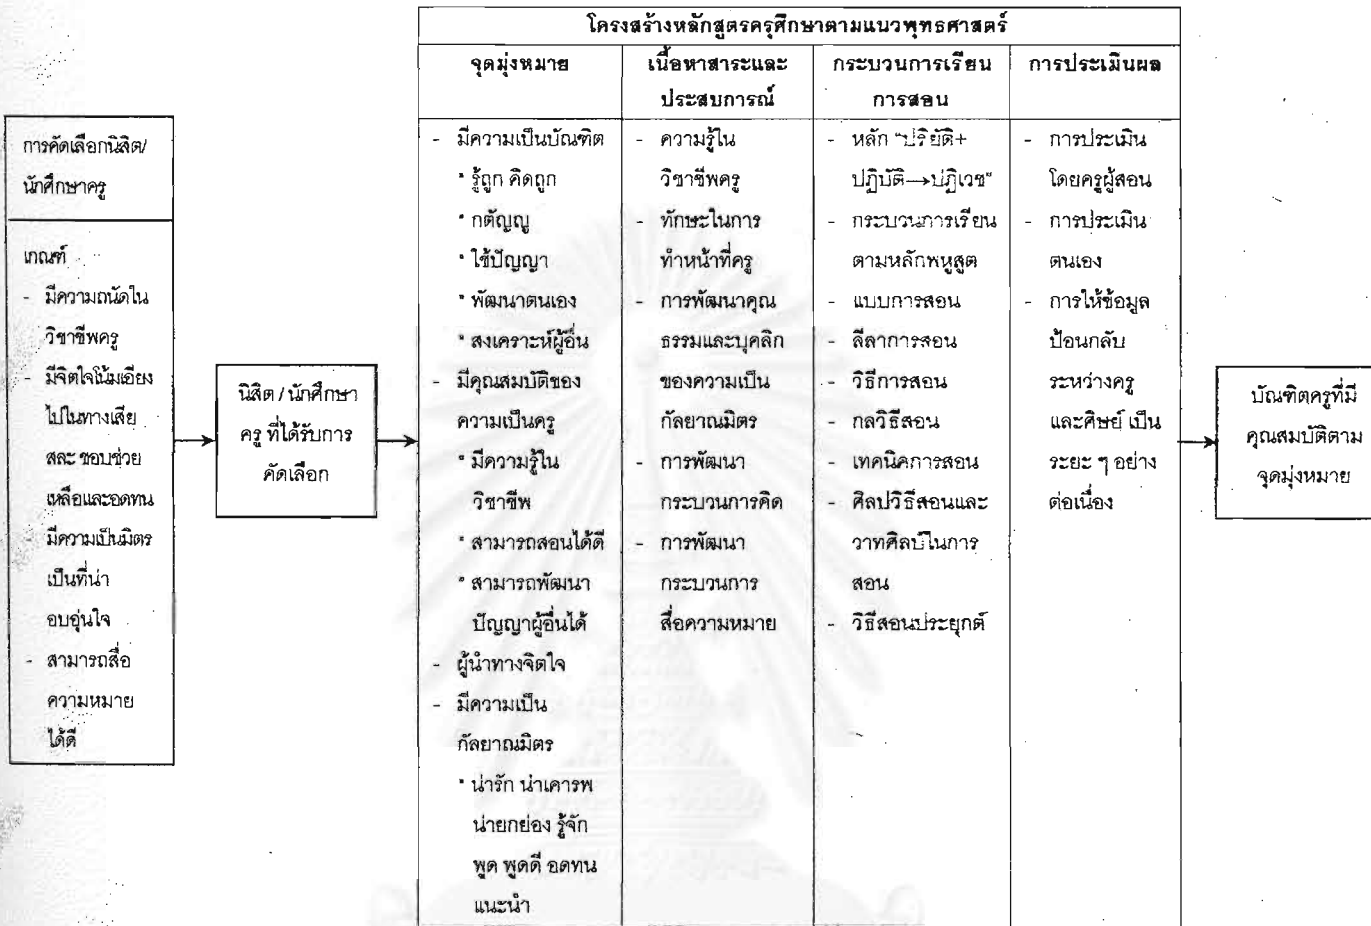 การคัดเลือกนิสิต/
นักศึกษาครู
เกณฑ์
- มีความถนัดใน
วิชาชีพครู
- มีจิตใจโน้มเอียง
ไปในทางเสีย
สละ ชอบช่วย
เหลือและอดทน
- มีความเป็นมิตร
เป็นที่น่า
อบอุ่นใจ
- สามารถสื่อ
ความหมาย
ได้ดี
นิสิต / นักศึกษา
ครู ที่ได้รับการ
คัดเลือก
โครงสร้างหลักสูตรครุศึกษาตามแนวพุทธศาสตร์
จุดมุ่งหมาย
- มีความเป็นบัณฑิต
* รู้ถูก คิดถูก
* กตัญญู
* ใช้ปัญญา
* พัฒนาตนเอง
* สงเคราะห์ผู้อื่น
- มีคุณสมบัติของ
ความเป็นครู
* มีความรู้ใน
วิชาชีพ
* สามารถสอนได้ดี
* สามารถพัฒนา
ปัญญาผู้อื่นได้
- ผู้นำทางจิตใจ
- มีความเป็น
กัลยาณมิตร
* น่ารัก น่าเคารพ
น่ายกย่อง รู้จัก
พูด พูดดี อดทน
แนะนำ
เนื้อหาสาระและ
ประสบการณ์
- ความรู้ใน
วิชาชีพครู
- ทักษะในการ
ทำหน้าที่ครู
- การพัฒนาคุณ
ธรรมและบุคลิก
ของความเป็น
กัลยาณมิตร
- การพัฒนา
กระบวนการคิด
- การพัฒนา
กระบวนการ
สื่อความหมาย
กระบวนการเรียน
การสอน
- หลัก "ปริยัติ+
ปฏิบัติ→ปฏิเวช"
- กระบวนการเรียน
ตามหลักพหูสูต
- แบบการสอน
- ลีลาการสอน
- วิธีการสอน
- กลวิธีสอน
- เทคนิคการสอน
- ศิลปวิธีสอนและ
วาทศิลป์ในการ
สอน
- วิธีสอนประยุกต์
การประเมินผล
- การประเมิน
โดยครูผู้สอน
- การประเมิน
ตนเอง
- การให้ข้อมูล
ป้อนกลับ
ระหว่างครู
และศิษย์ เป็น
ระยะ ๆ อย่าง
ต่อเนื่อง
บัณฑิตครูที่มี
คุณสมบัติตาม
จุดมุ่งหมาย